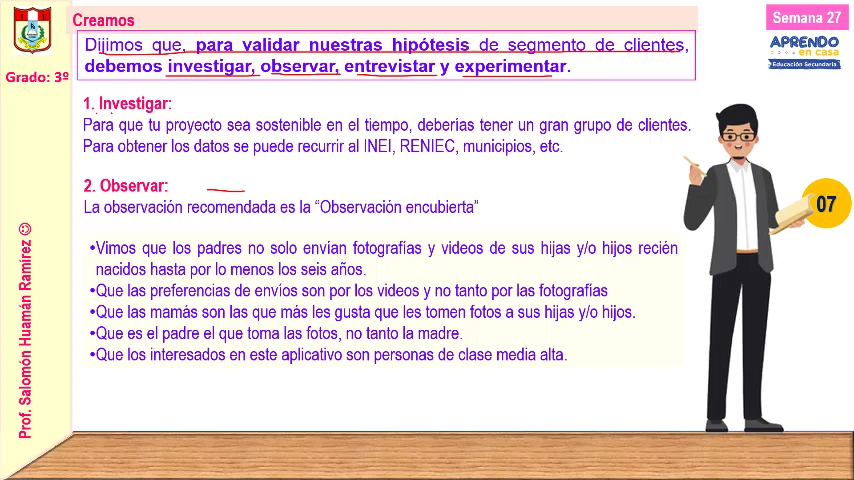 Creamos
Semana 27
APRENDO
en casa
Educación Secundaria
Grado: 3º
Dijimos que, para validar nuestras hipótesis de segmento de clientes,
debemos investigar, observar, entrevistar y experimentar.
1. Investigar:
Para que tu proyecto sea sostenible en el tiempo, deberías tener un gran grupo de clientes.
Para obtener los datos se puede recurrir al INEI, RENIEC, municipios, etc.
2. Observar:
La observación recomendada es la “Observación encubierta”
07
•Vimos que los padres no solo envían fotografías y videos de sus hijas y/o hijos recién
nacidos hasta por lo menos los seis años.
•Que las preferencias de envíos son por los videos y no tanto por las fotografías
•Que las mamás son las que más les gusta que les tomen fotos a sus hijas y/o hijos.
•Que es el padre el que toma las fotos, no tanto la madre.
•Que los interesados en este aplicativo son personas de clase media alta.
Prof. Salomón Huamán Ramírez ☺